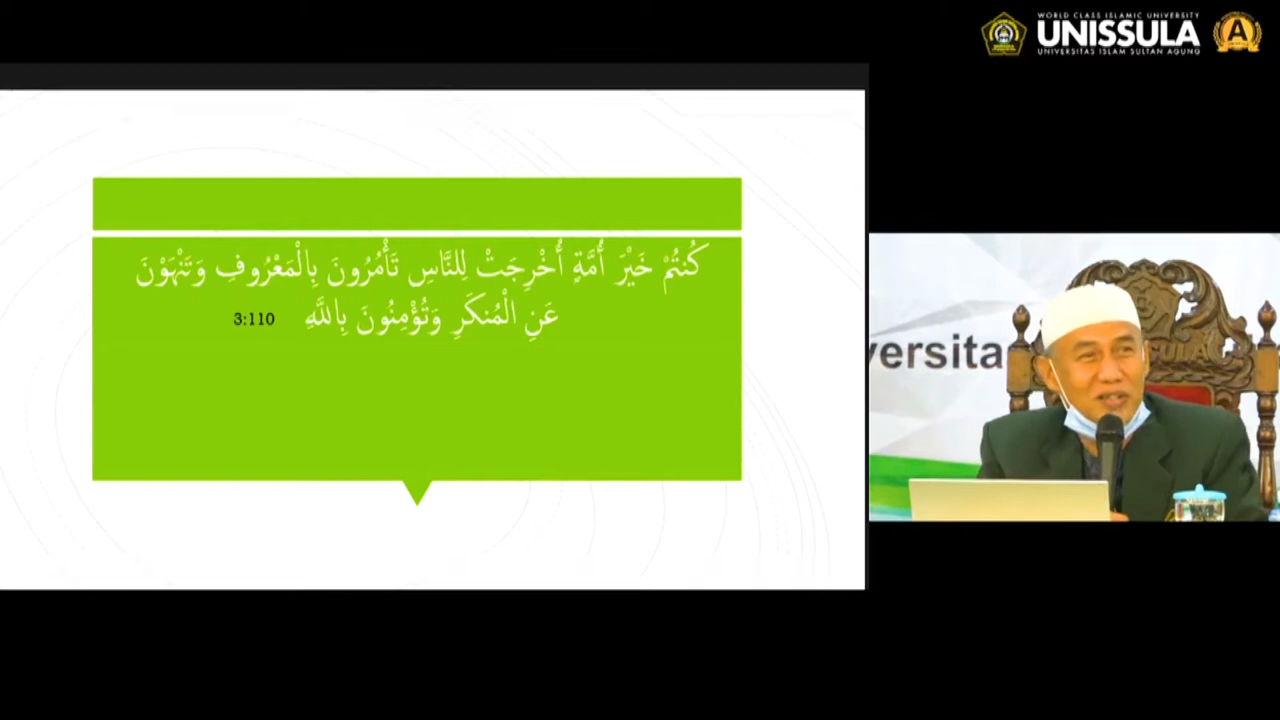 WORLD CLASS ISLAMIC UNIVERSITY
UNISSULA
UNIVERSITAS ISLAM SULTAN AGUNG
A
كُنتُمْ خَيْرَ أُمَّةٍ أُخْرِجَتْ لِلنَّاسِ تَأْمُرُونَ بِالْمَعْرُوفِ وَتَنْهَوْنَ
عَنِ الْمُنكَرِ وَتُؤْمِنُونَ بِاللَّهِ 3:110
versita